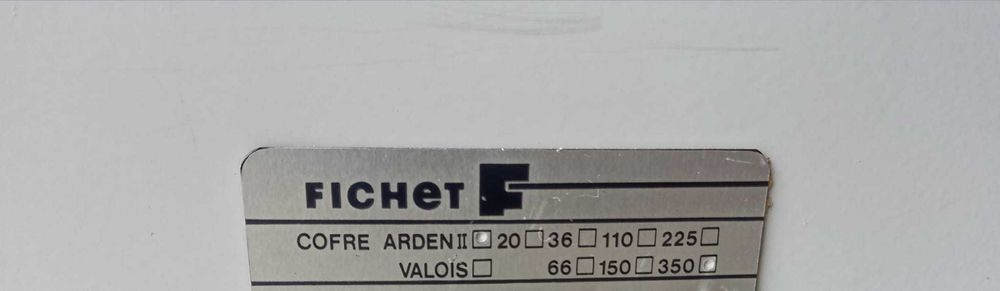 FICHET
COFRE ARDEN II ☐ 20 ☐ 36 ☐ 110 ☐ 225 ☐
VALOIS ☐ 66 ☐ 150 ☐ 350 ☐